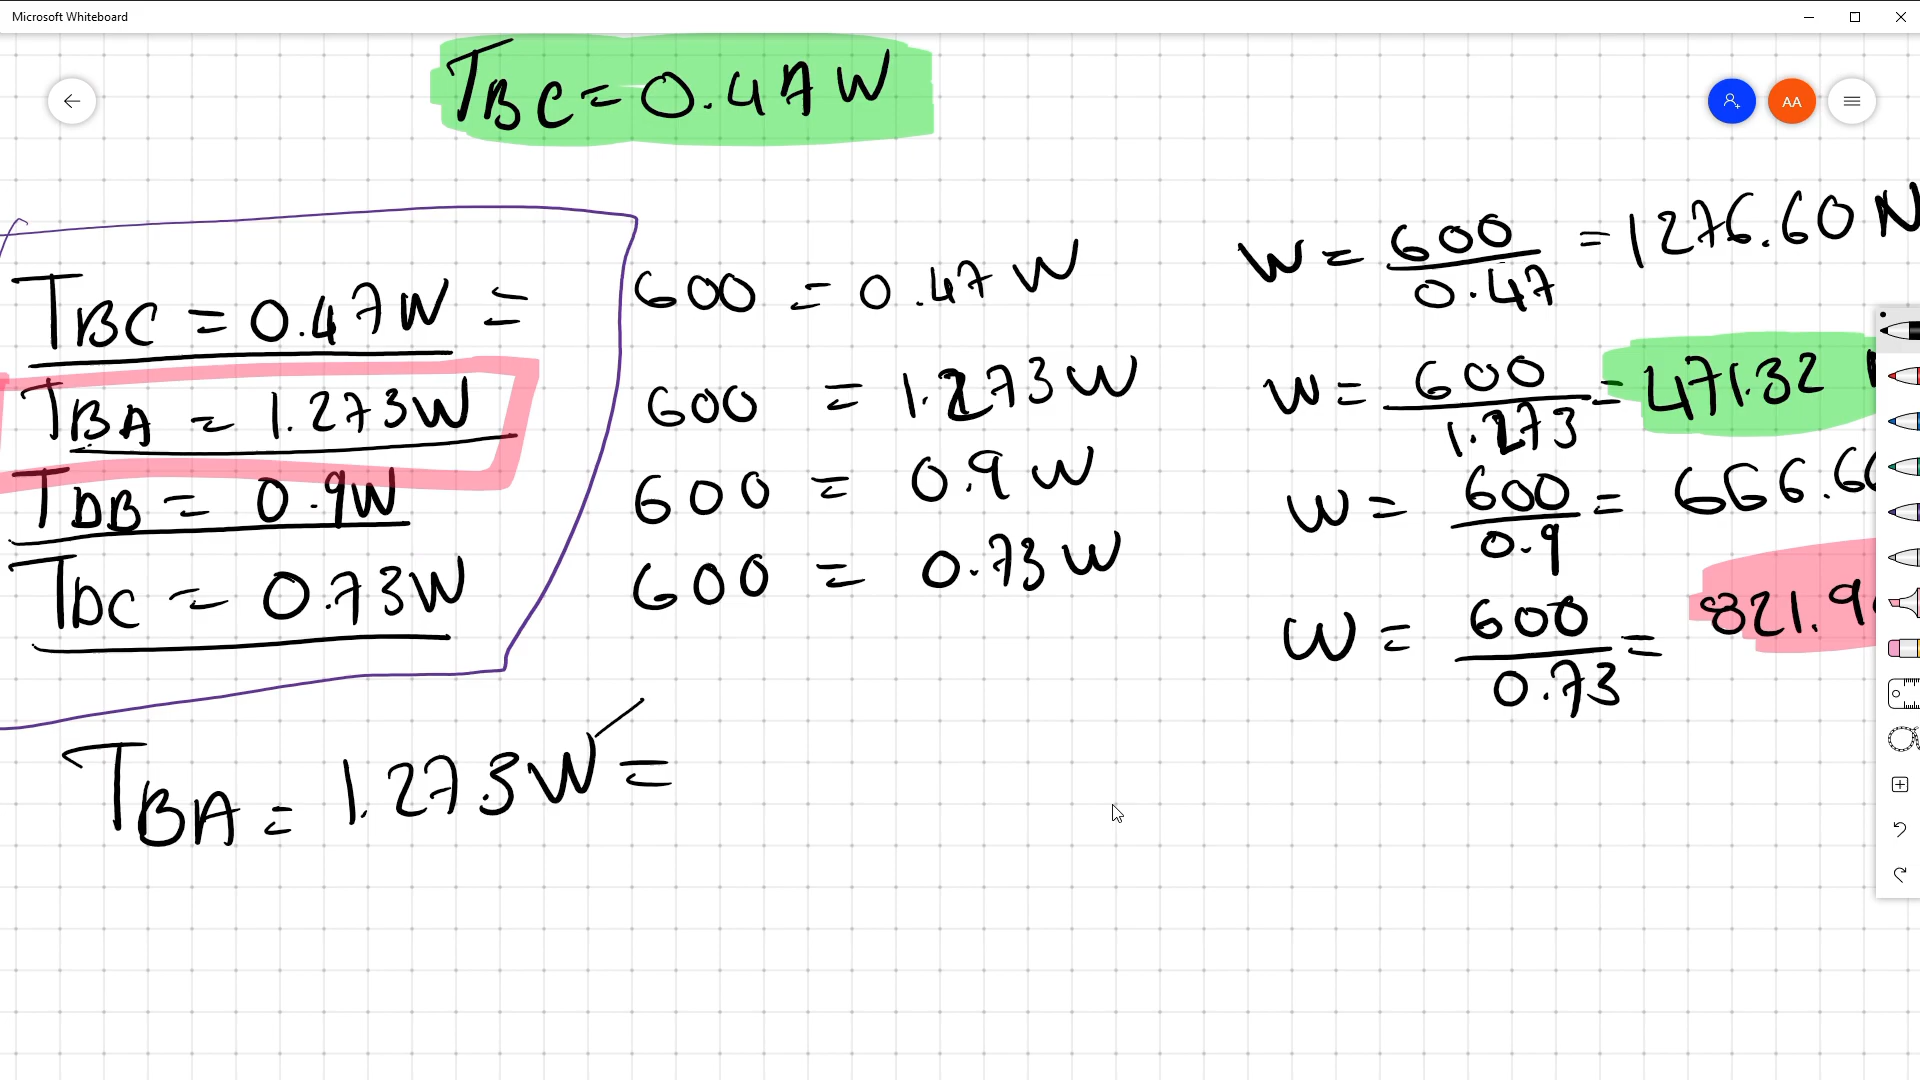 Microsoft Whiteboard
TBC = 0.47 W
AA
TBC = 0.47W =
TBA = 1.273W
TDB = 0.9W
TDC = 0.73W
600 = 0.47 W
600 = 1.273 W
600 = 0.9 W
600 = 0.73 W
W = 600/0.47 = 1276.60 N
W = 600/1.273 = 471.32
W = 600/0.9 = 666.66
W = 600/0.73 = 821.9
TBA = 1.273W =